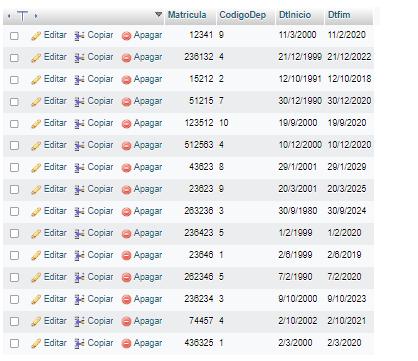 Matricula CodigoDep DtInicio Dtfim
Editar Copiar Apagar 12341 9 11/3/2000 11/2/2020
Editar Copiar Apagar 236132 4 21/12/1999 21/12/2022
Editar Copiar Apagar 15212 2 12/10/1991 12/10/2018
Editar Copiar Apagar 51215 7 30/12/1990 30/12/2020
Editar Copiar Apagar 123512 10 19/9/2000 19/9/2020
Editar Copiar Apagar 512563 4 10/12/2000 10/12/2020
Editar Copiar Apagar 43623 8 29/1/2001 29/1/2029
Editar Copiar Apagar 23623 9 20/3/2001 20/3/2025
Editar Copiar Apagar 263236 3 30/9/1980 30/9/2024
Editar Copiar Apagar 236423 5 1/2/1999 1/2/2020
Editar Copiar Apagar 23646 1 2/6/1999 2/6/2019
Editar Copiar Apagar 262346 5 7/2/1990 7/2/2020
Editar Copiar Apagar 236234 3 9/10/2000 9/10/2023
Editar Copiar Apagar 74457 4 2/10/2002 2/10/2021
Editar Copiar Apagar 436325 1 2/3/2000 2/3/2020